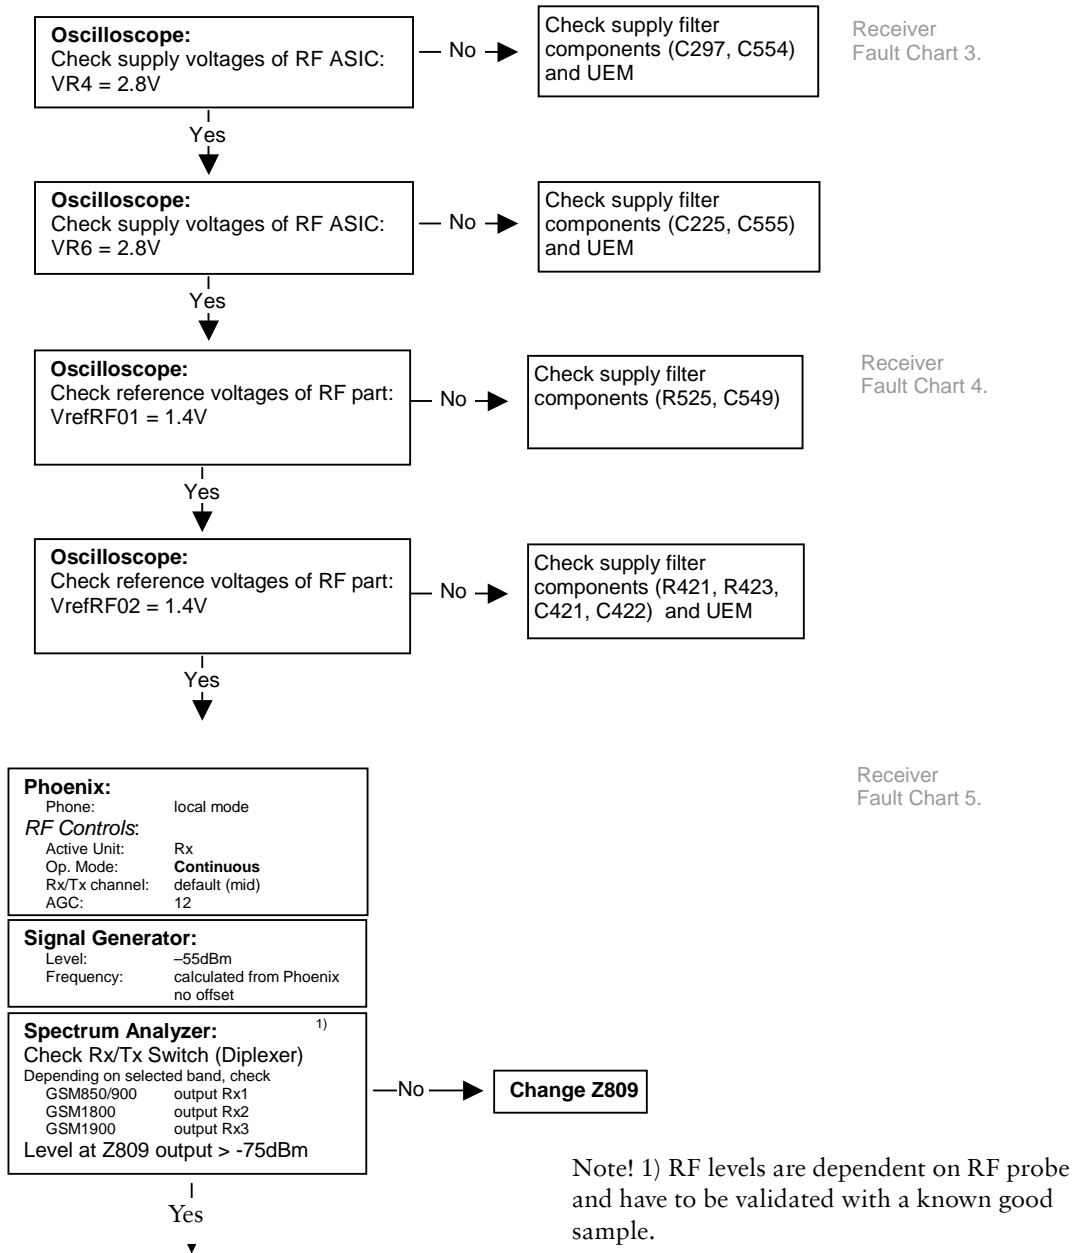 Oscilloscope:
Check supply voltages of RF ASIC:
VR4 = 2.8V
No
Check supply filter
components (C297, C554)
and UEM
Receiver
Fault Chart 3.
Yes
Oscilloscope:
Check supply voltages of RF ASIC:
VR6 = 2.8V
No
Check supply filter
components (C225, C555)
and UEM
Yes
Oscilloscope:
Check reference voltages of RF part:
VrefRF01 = 1.4V
No
Check supply filter
components (R525, C549)
Receiver
Fault Chart 4.
Yes
Oscilloscope:
Check reference voltages of RF part:
VrefRF02 = 1.4V
No
Check supply filter
components (R421, R423,
C421, C422)  and UEM
Yes
Receiver
Fault Chart 5.
Phoenix:
Phone: local mode
RF Controls:
Active Unit: Rx
Op. Mode: Continuous
Rx/Tx channel: default (mid)
AGC: 12
Signal Generator:
Level: –55dBm
Frequency: calculated from Phoenix
no offset
Spectrum Analyzer: 1)
Check Rx/Tx Switch (Diplexer)
Depending on selected band, check
GSM850/900 output Rx1
GSM1800 output Rx2
GSM1900 output Rx3
Level at Z809 output > -75dBm
No
Change Z809
Yes
Note! 1) RF levels are dependent on RF probe
and have to be validated with a known good
sample.